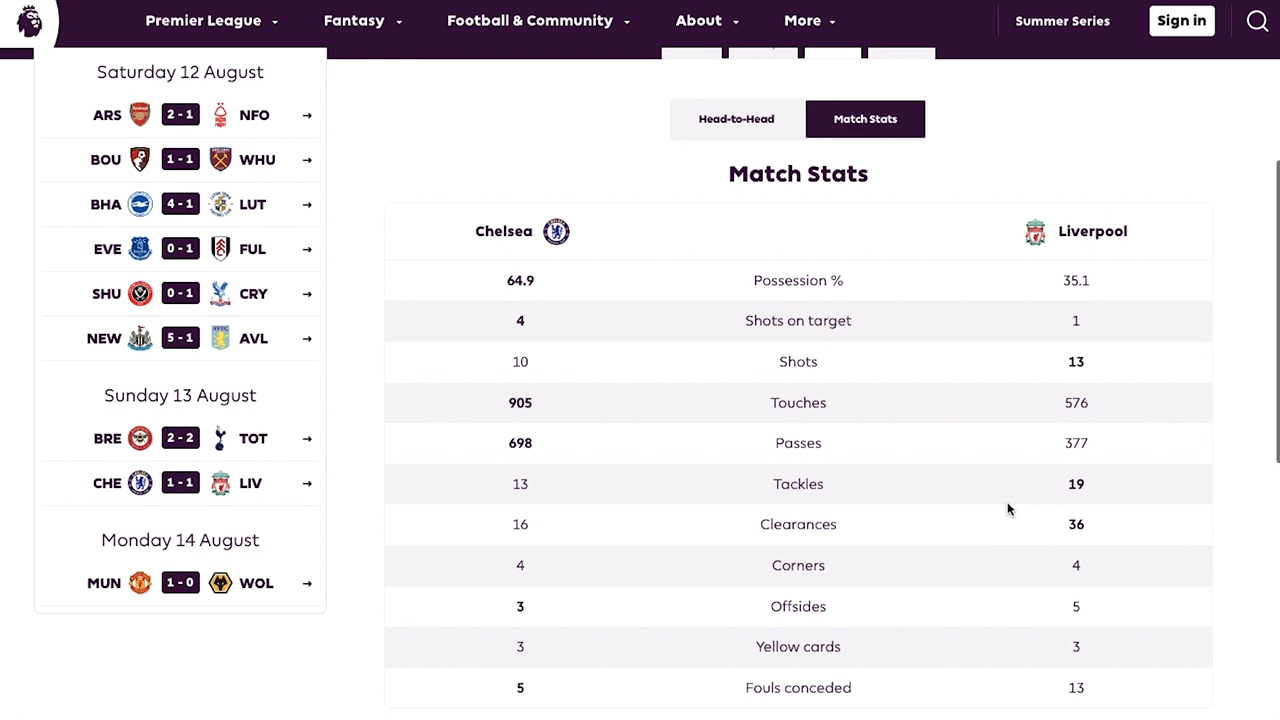 Premier League Fantasy Football & Community About More Summer Series Sign in
Saturday 12 August
ARS 2 - 1 NFO
BOU 1 - 1 WHU
BHA 4 - 1 LUT
EVE 0 - 1 FUL
SHU 0 - 1 CRY
NEW 5 - 1 AVL
Sunday 13 August
BRE 2 - 2 TOT
CHE 1 - 1 LIV
Monday 14 August
MUN 1 - 0 WOL
Head-to-Head Match Stats
Match Stats
Chelsea Liverpool
64.9 Possession % 35.1
4 Shots on target 1
10 Shots 13
905 Touches 576
698 Passes 377
13 Tackles 19
16 Clearances 36
4 Corners 4
3 Offsides 5
3 Yellow cards 3
5 Fouls conceded 13